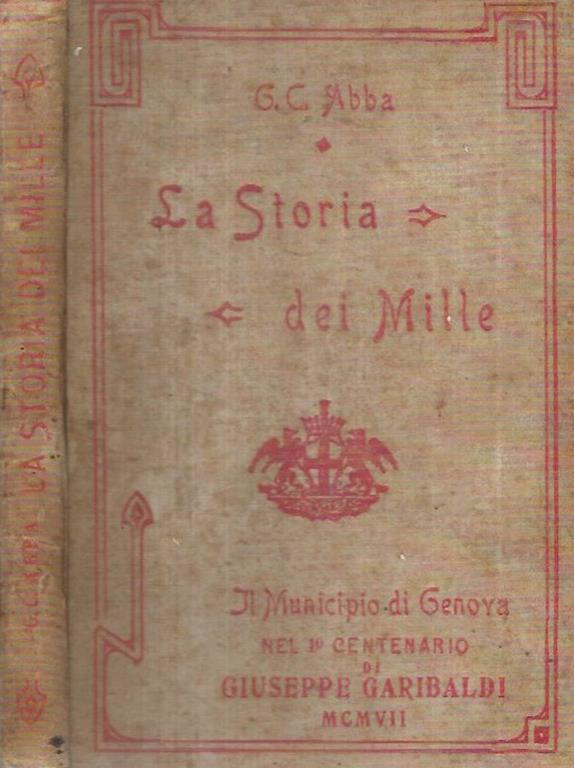 G. C. ABBA LA STORIA DEI MILLE
G. C. Abba
La Storia
dei Mille
Il Municipio di Genova
NEL 1º CENTENARIO
DI
GIUSEPPE GARIBALDI
MCMVII